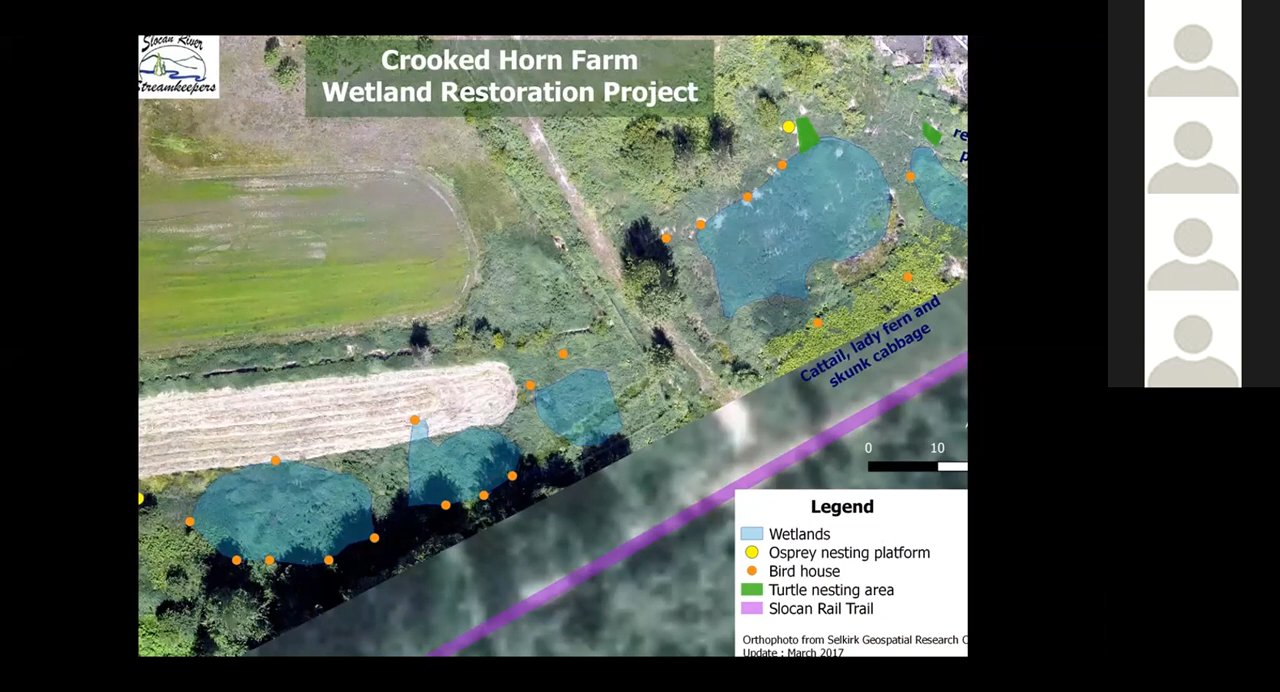 Slocan River
Streamkeepers
Crooked Horn Farm
Wetland Restoration Project
re
p
Cattail, lady fern and
skunk cabbage
0 10
Legend
Wetlands
Osprey nesting platform
Bird house
Turtle nesting area
Slocan Rail Trail
Orthophoto from Selkirk Geospatial Research C
Update : March 2017